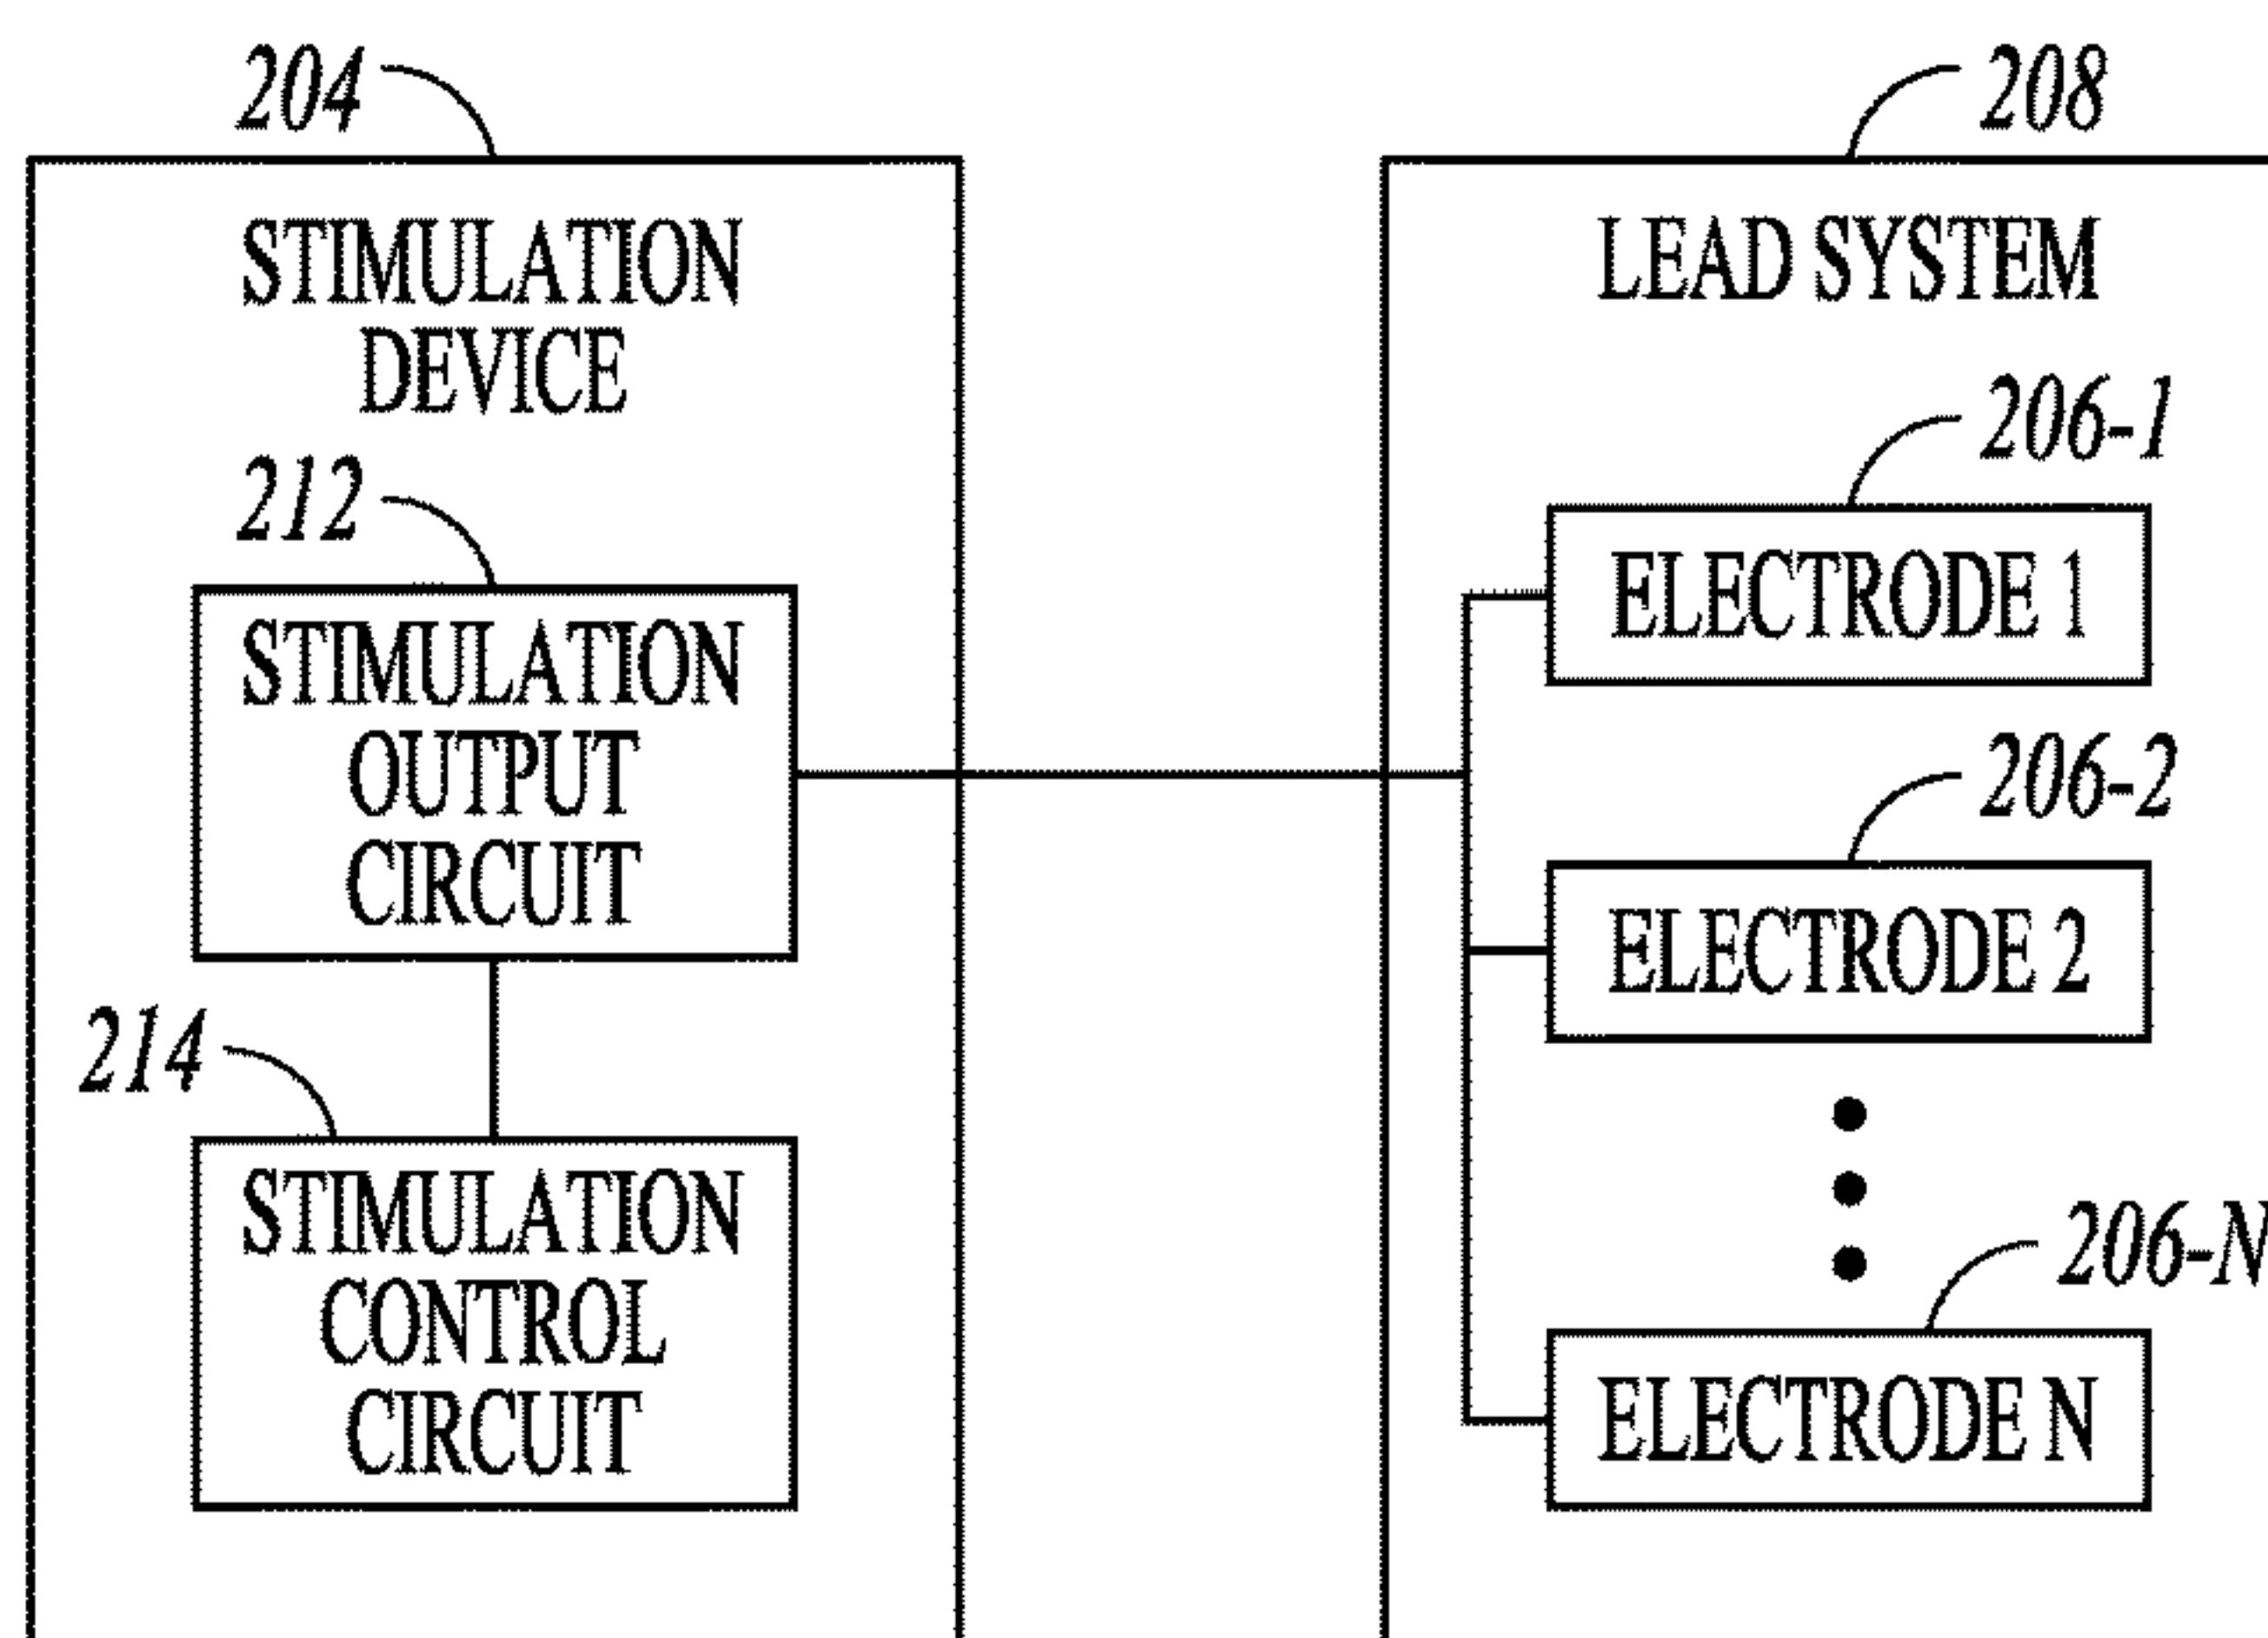 204
STIMULATION
DEVICE
212
STIMULATION
OUTPUT
CIRCUIT
214
STIMULATION
CONTROL
CIRCUIT
208
LEAD SYSTEM
206-1
ELECTRODE 1
206-2
ELECTRODE 2
206-N
ELECTRODE N